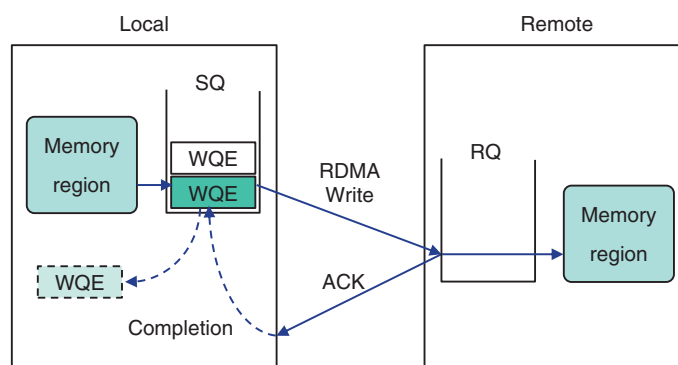 Local
Remote
SQ
Memory
region
WQE
WQE
RDMA
Write
RQ
Memory
region
WQE
ACK
Completion